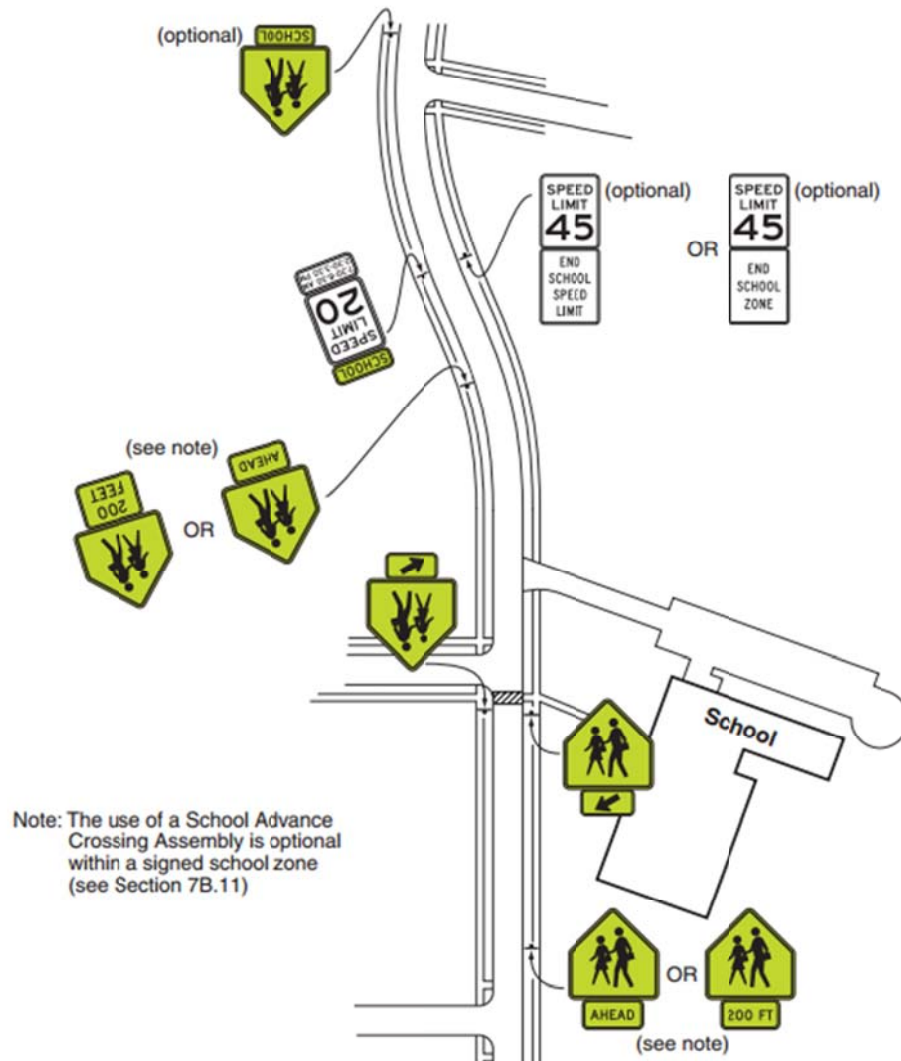 (optional)
SCHOOL
SPEED
LIMIT
45
(optional)
END
SCHOOL
SPEED
LIMIT
OR
SPEED
LIMIT
45
(optional)
END
SCHOOL
ZONE
SCHOOL
SPEED
LIMIT
20
(see note)
200
FEET
OR
AHEAD
School
Note: The use of a School Advance
Crossing Assembly is optional
within a signed school zone
(see Section 7B.11)
AHEAD
OR
200 FT
(see note)